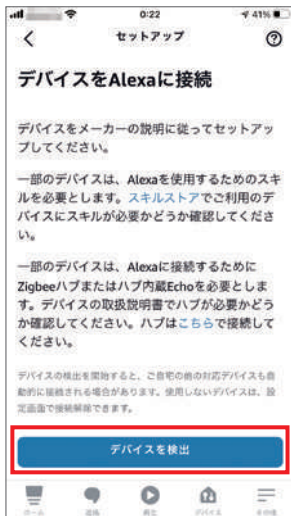 0:22
41%
セットアップ
デバイスをAlexaに接続
デバイスをメーカーの説明に従ってセットアッ
プしてください。
一部のデバイスは、Alexaを使用するためのスキ
ルを必要とします。スキルストアでご利用のデ
バイスにスキルが必要かどうか確認してくださ
い。
一部のデバイスは、Alexaに接続するために
Zigbeeハブまたはハブ内蔵Echoを必要としま
す。デバイスの取扱説明書でハブが必要かどう
か確認してください。ハブはこちらで接続して
ください。
デバイスの検出を開始すると、ご自宅の他の対応デバイスも自
動的に接続される場合があります。使用しないデバイスは、設
定画面で接続解除できます。
デバイスを検出
ホーム 連絡 再生 デバイス その他